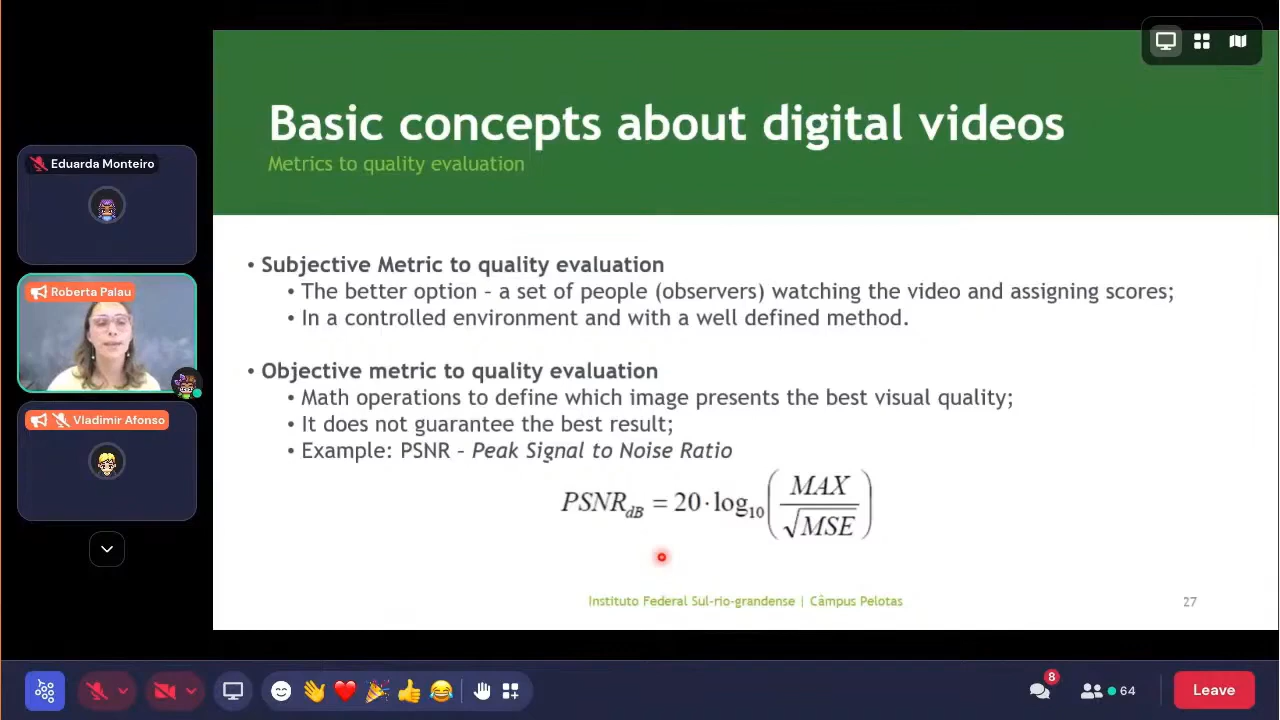 Basic concepts about digital videos
Metrics to quality evaluation
Eduarda Monteiro
Roberta Palau
Vladimir Afonso
• Subjective Metric to quality evaluation
• The better option – a set of people (observers) watching the video and assigning scores;
• In a controlled environment and with a well defined method.
• Objective metric to quality evaluation
• Math operations to define which image presents the best visual quality;
• It does not guarantee the best result;
• Example: PSNR – Peak Signal to Noise Ratio
PSNR_dB = 20 · log_10 (MAX / √MSE)
Instituto Federal Sul-rio-grandense | Câmpus Pelotas
27
8
64
Leave